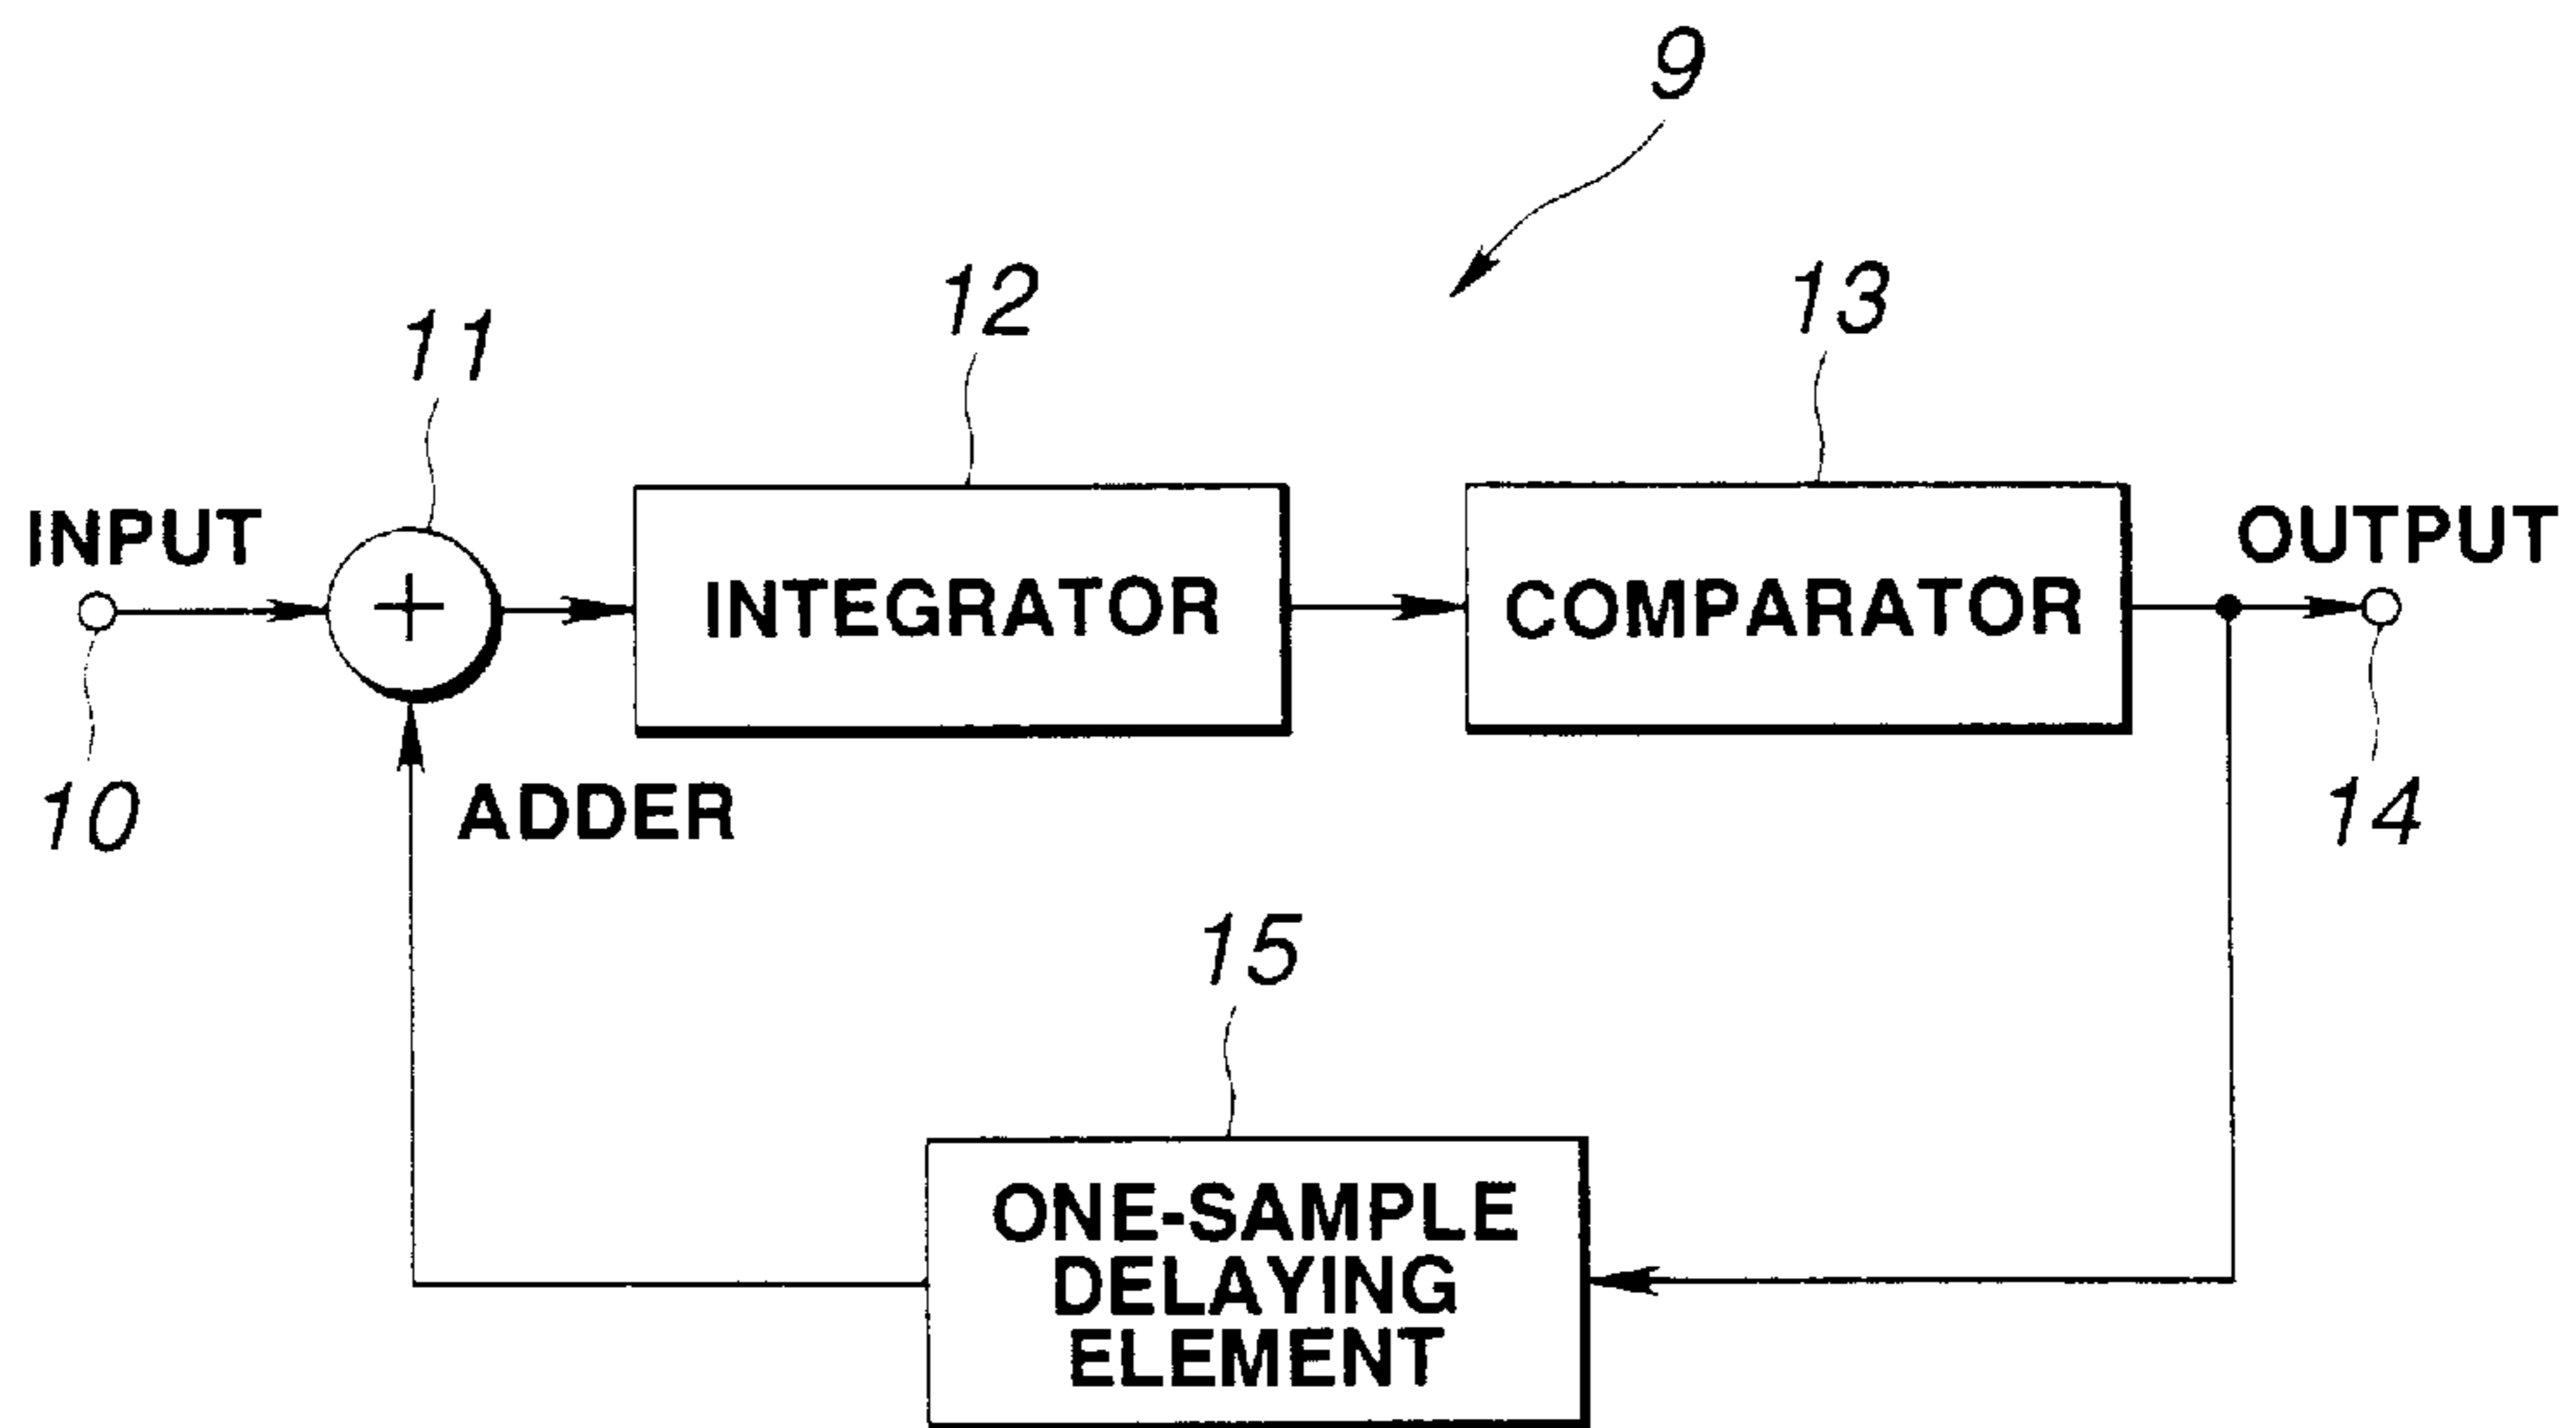 9
12
13
11
INPUT
OUTPUT
+
INTEGRATOR
COMPARATOR
10
ADDER
14
15
ONE-SAMPLE
DELAYING
ELEMENT